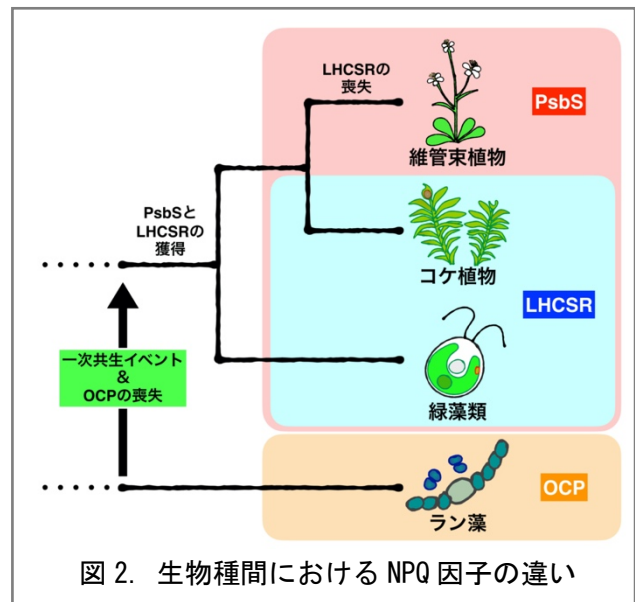 LHCSRの
喪失
PsbS
維管束植物
PsbSと
LHCSRの
獲得
コケ植物
LHCSR
一次共生イベント
&
OCPの喪失
緑藻類
OCP
ラン藻
図 2. 生物種間における NPQ 因子の違い